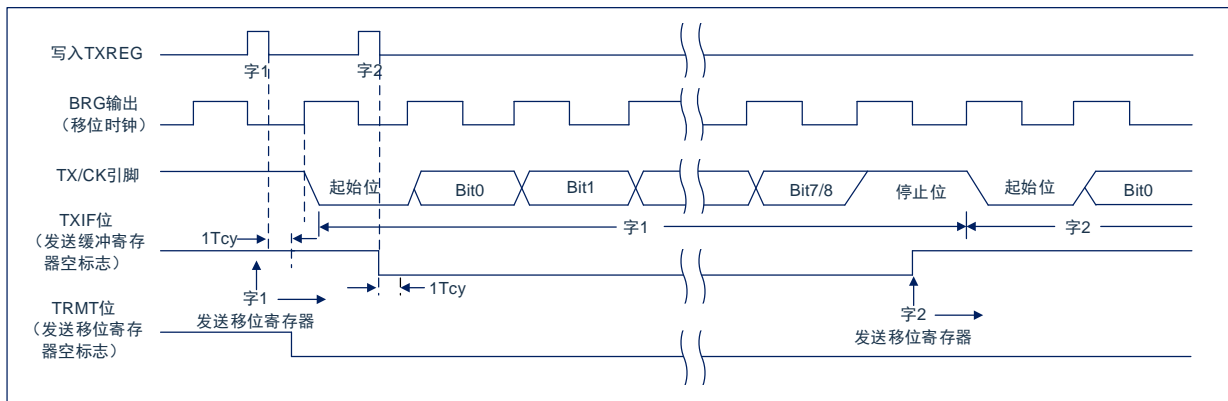 写入TXREG
字1
字2
BRG输出
（移位时钟）
TX/CK引脚
起始位
Bit0
Bit1
Bit7/8
停止位
起始位
Bit0
TXIF位
（发送缓冲寄存
器空标志）
1Tcy
字1
字2
字1
发送移位寄存器
1Tcy
字2
发送移位寄存器
TRMT位
（发送移位寄存
器空标志）